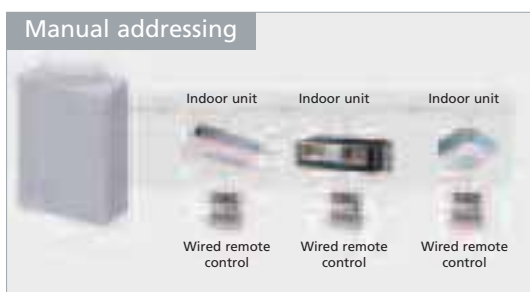 Manual addressing
Indoor unit Indoor unit Indoor unit
Wired remote control
Wired remote control
Wired remote control